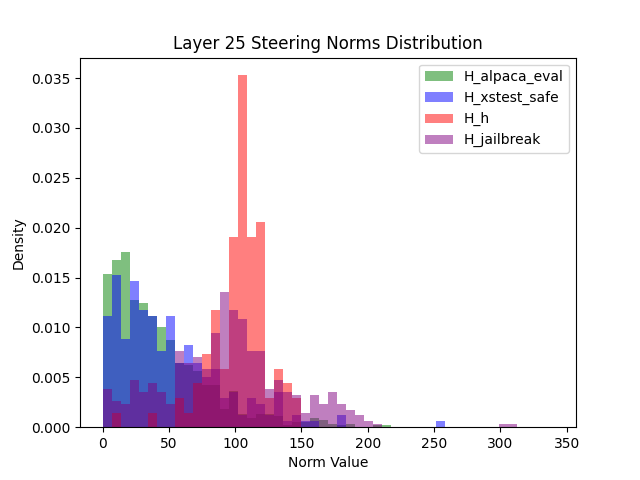 Layer 25 Steering Norms Distribution
H_alpaca_eval
H_xstest_safe
H_h
H_jailbreak
Density
0.035
0.030
0.025
0.020
0.015
0.010
0.005
0.000
0 50 100 150 200 250 300 350
Norm Value